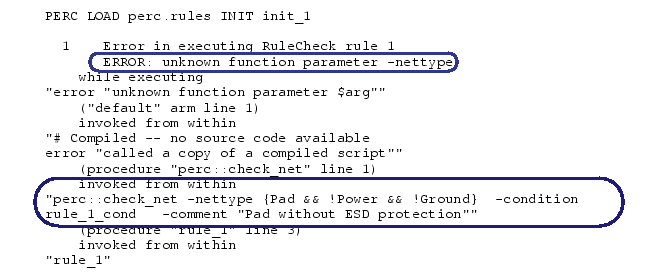 PERC LOAD perc.rules INIT init_1
1 Error in executing RuleCheck rule 1
ERROR: unknown function parameter -nettype
while executing
"error "unknown function parameter $arg""
("default" arm line 1)
invoked from within
"# Compiled -- no source code available
error "called a copy of a compiled script""
(procedure "perc::check_net" line 1)
invoked from within
"perc::check_net -nettype {Pad && !Power && !Ground} -condition
rule_1_cond -comment "Pad without ESD protection""
(procedure "rule_1" line 3)
invoked from within
"rule_1"